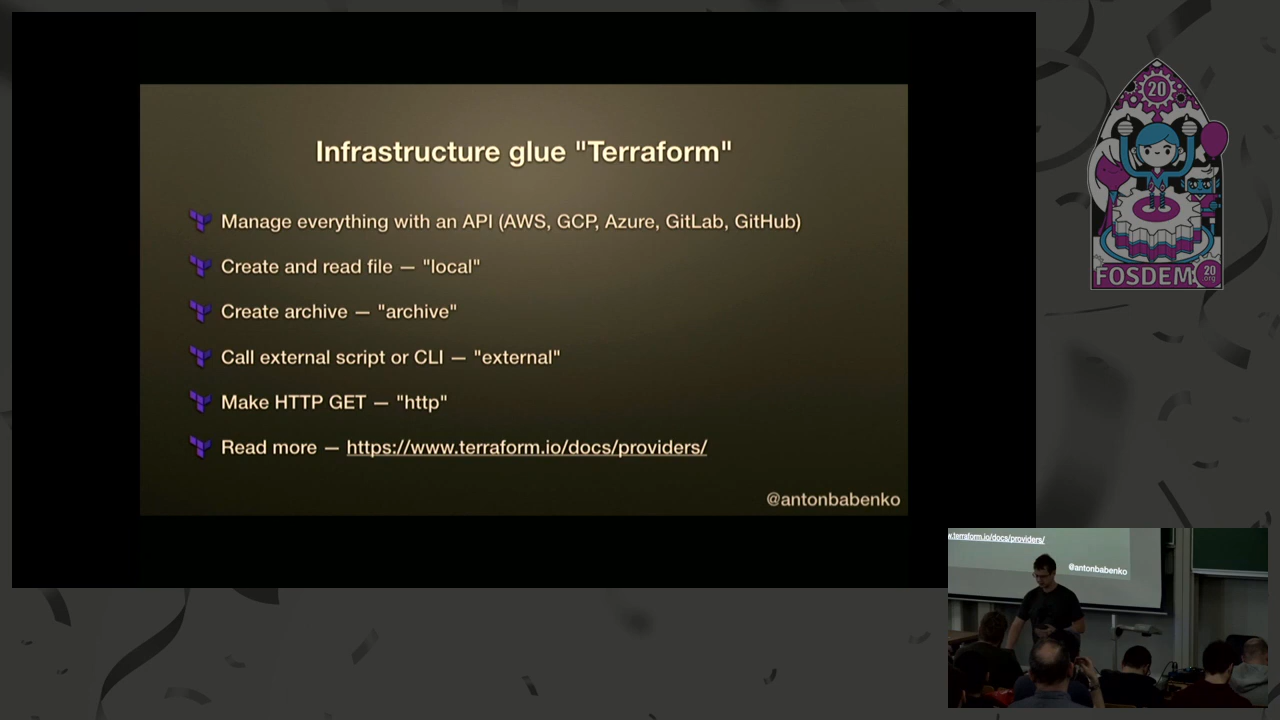 Infrastructure glue "Terraform"
Manage everything with an API (AWS, GCP, Azure, GitLab, GitHub)
Create and read file — "local"
Create archive — "archive"
Call external script or CLI — "external"
Make HTTP GET — "http"
Read more — https://www.terraform.io/docs/providers/
@antonbabenko
20
FOSDEM
20
.org
w.terraform.io/docs/providers/
@antonbabenko